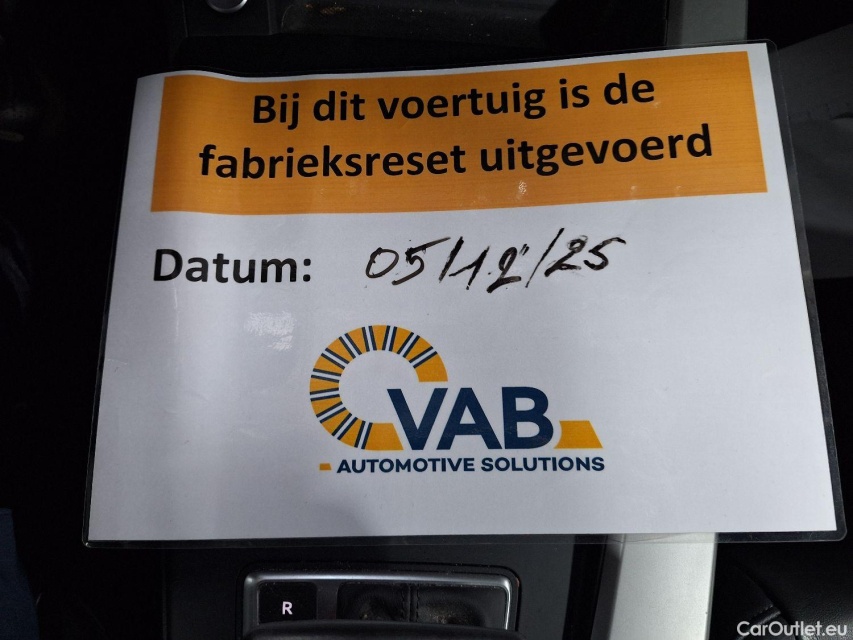 Bij dit voertuig is de
fabrieksreset uitgevoerd
Datum: 05/12/25
VAB
AUTOMOTIVE SOLUTIONS
R
CarOutlet.eu